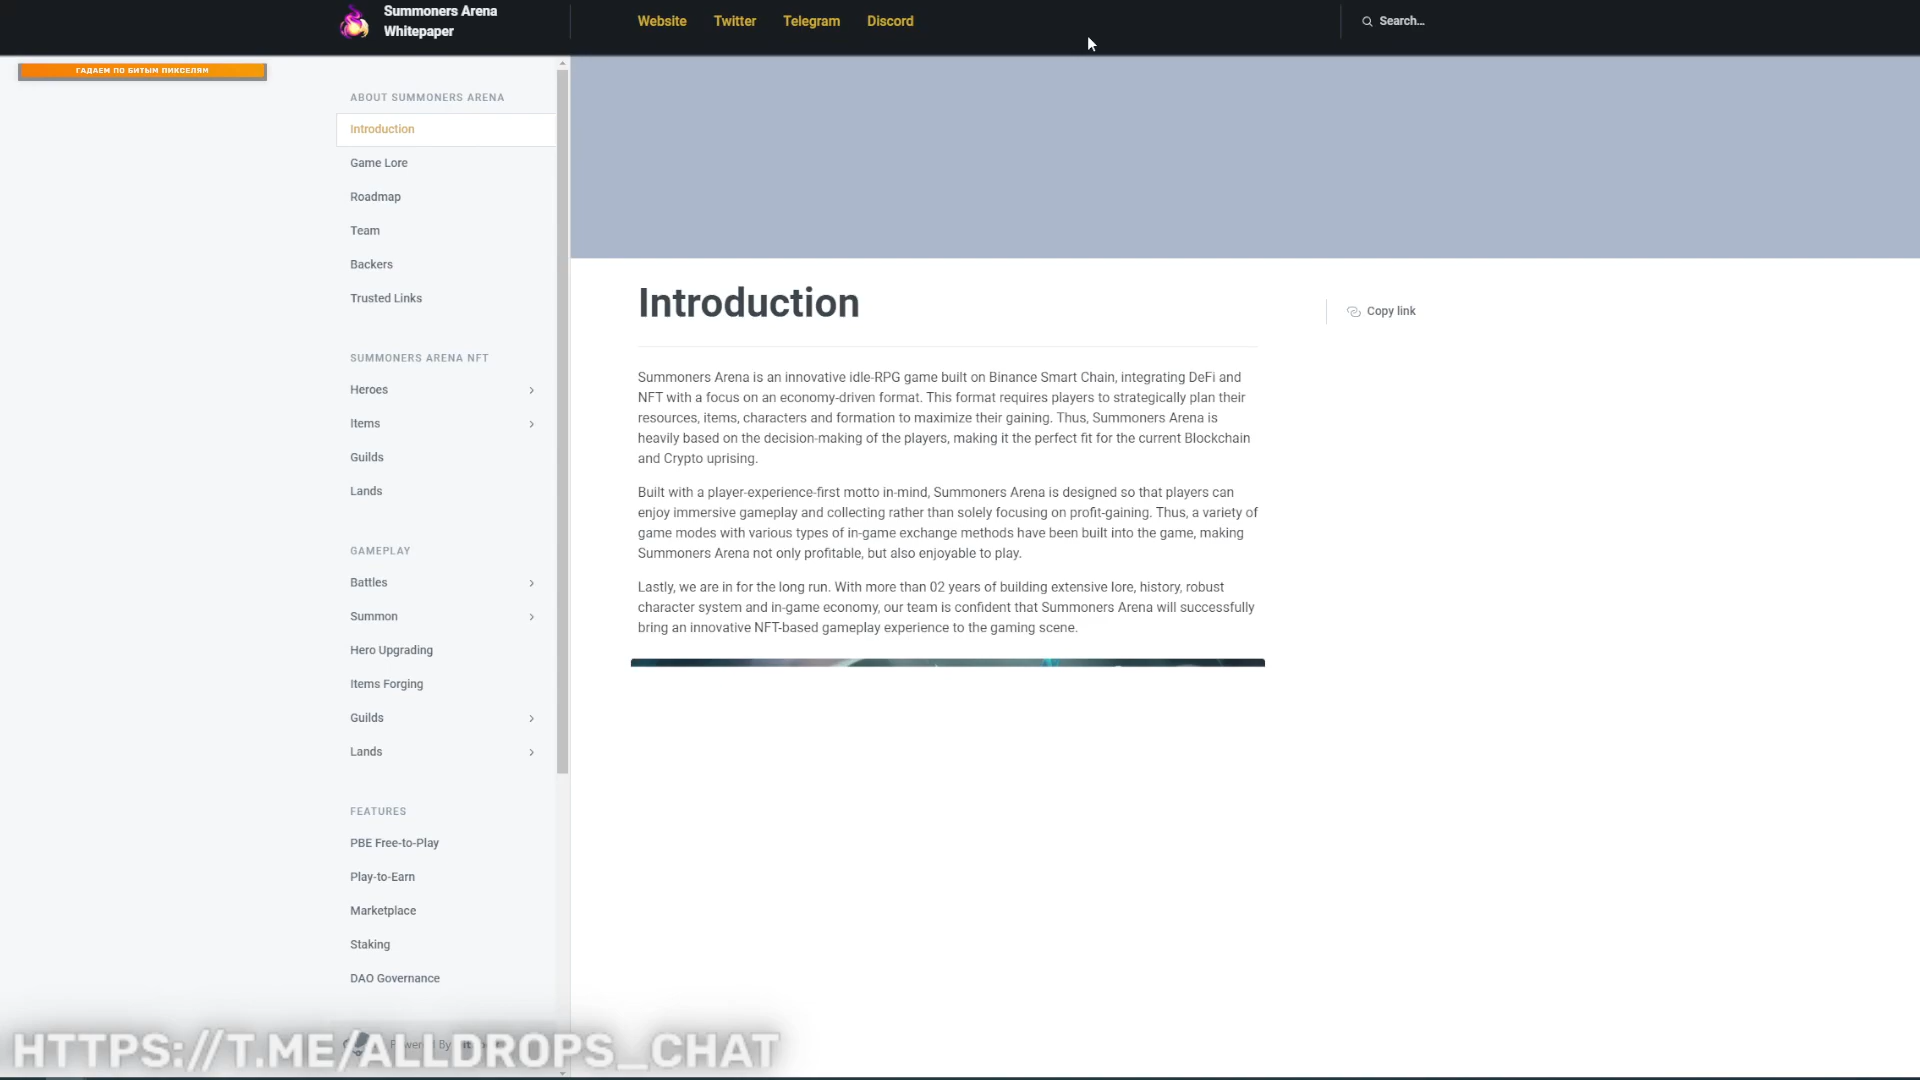 Summoners Arena
Whitepaper
Website
Twitter
Telegram
Discord
Search...
ГАДАЕМ ПО БИТЫМ ПИКСЕЛЯМ
ABOUT SUMMONERS ARENA
Introduction
Game Lore
Roadmap
Team
Backers
Trusted Links
SUMMONERS ARENA NFT
Heroes
Items
Guilds
Lands
GAMEPLAY
Battles
Summon
Hero Upgrading
Items Forging
Guilds
Lands
FEATURES
PBE Free-to-Play
Play-to-Earn
Marketplace
Staking
DAO Governance
Introduction
Copy link
Summoners Arena is an innovative idle-RPG game built on Binance Smart Chain, integrating DeFi and
NFT with a focus on an economy-driven format. This format requires players to strategically plan their
resources, items, characters and formation to maximize their gaining. Thus, Summoners Arena is
heavily based on the decision-making of the players, making it the perfect fit for the current Blockchain
and Crypto uprising.
Built with a player-experience-first motto in-mind, Summoners Arena is designed so that players can
enjoy immersive gameplay and collecting rather than solely focusing on profit-gaining. Thus, a variety of
game modes with various types of in-game exchange methods have been built into the game, making
Summoners Arena not only profitable, but also enjoyable to play.
Lastly, we are in for the long run. With more than 02 years of building extensive lore, history, robust
character system and in-game economy, our team is confident that Summoners Arena will successfully
bring an innovative NFT-based gameplay experience to the gaming scene.
HTTPS://T.ME/ALLDROPS_CHAT